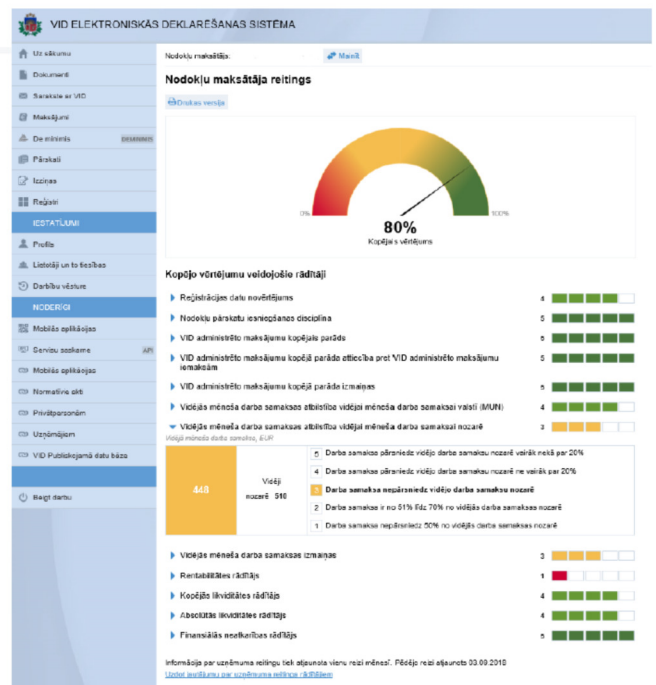 VID ELEKTRONISKĀS DEKLARĒŠANAS SISTĒMA
Uz sākumu
Dokumenti
Sarakste ar VID
Maksājumi
De minimis
Pārskati
Izziņas
Reģistri
IESTATĪJUMI
Profils
Lietotāji un to tiesības
Darbību vēsture
NODERĪGI
Mobilās aplikācijas
Servisu saskarne API
Mobilās aplikācijas
Normatīvie akti
Privātpersonām
Uzņēmējiem
VID Publiskojamā datu bāze
Beigt darbu
Nodokļu maksātājs: Mainīt
Nodokļu maksātāja reitings
Drukas versija
0% 100%
80%
Kopējais vērtējums
Kopējo vērtējumu veidojošie rādītāji
Reģistrācijas datu novērtējums 4
Nodokļu pārskatu iesniegšanas disciplīna 5
VID administrēto maksājumu kopējais parāds 5
VID administrēto maksājumu kopējā parāda attiecība pret VID administrēto maksājumu 5
iemaksām
VID administrēto maksājumu kopējā parāda izmaiņas 5
Vidējās mēneša darba samaksas atbilstība vidējai mēneša darba samaksai valstī (MUN) 4
Vidējās mēneša darba samaksas atbilstība vidējai mēneša darba samaksai nozarē 3
Vidējā mēneša darba samaksa, EUR
448
Vidēji
nozarē 510
5 Darba samaksa pārsniedz vidējo darba samaksu nozarē vairāk nekā par 20%
4 Darba samaksa pārsniedz vidējo darba samaksu nozarē ne vairāk par 20%
3 Darba samaksa nepārsniedz vidējo darba samaksu nozarē
2 Darba samaksa ir no 51% līdz 70% no vidējās darba samaksas nozarē
1 Darba samaksa nepārsniedz 50% no vidējās darba samaksas nozarē
Vidējās mēneša darba samaksas izmaiņas 3
Rentabilitātes rādītājs 1
Kopējās likviditātes rādītājs 4
Absolūtās likviditātes rādītājs 4
Finansiālās neatkarības rādītājs 5
Informācija par uzņēmuma reitingu tiek atjaunota vienu reizi mēnesī. Pēdējo reizi atjaunots 03.09.2018
Uzdot jautājumu par uzņēmuma reitinga rādītājiem